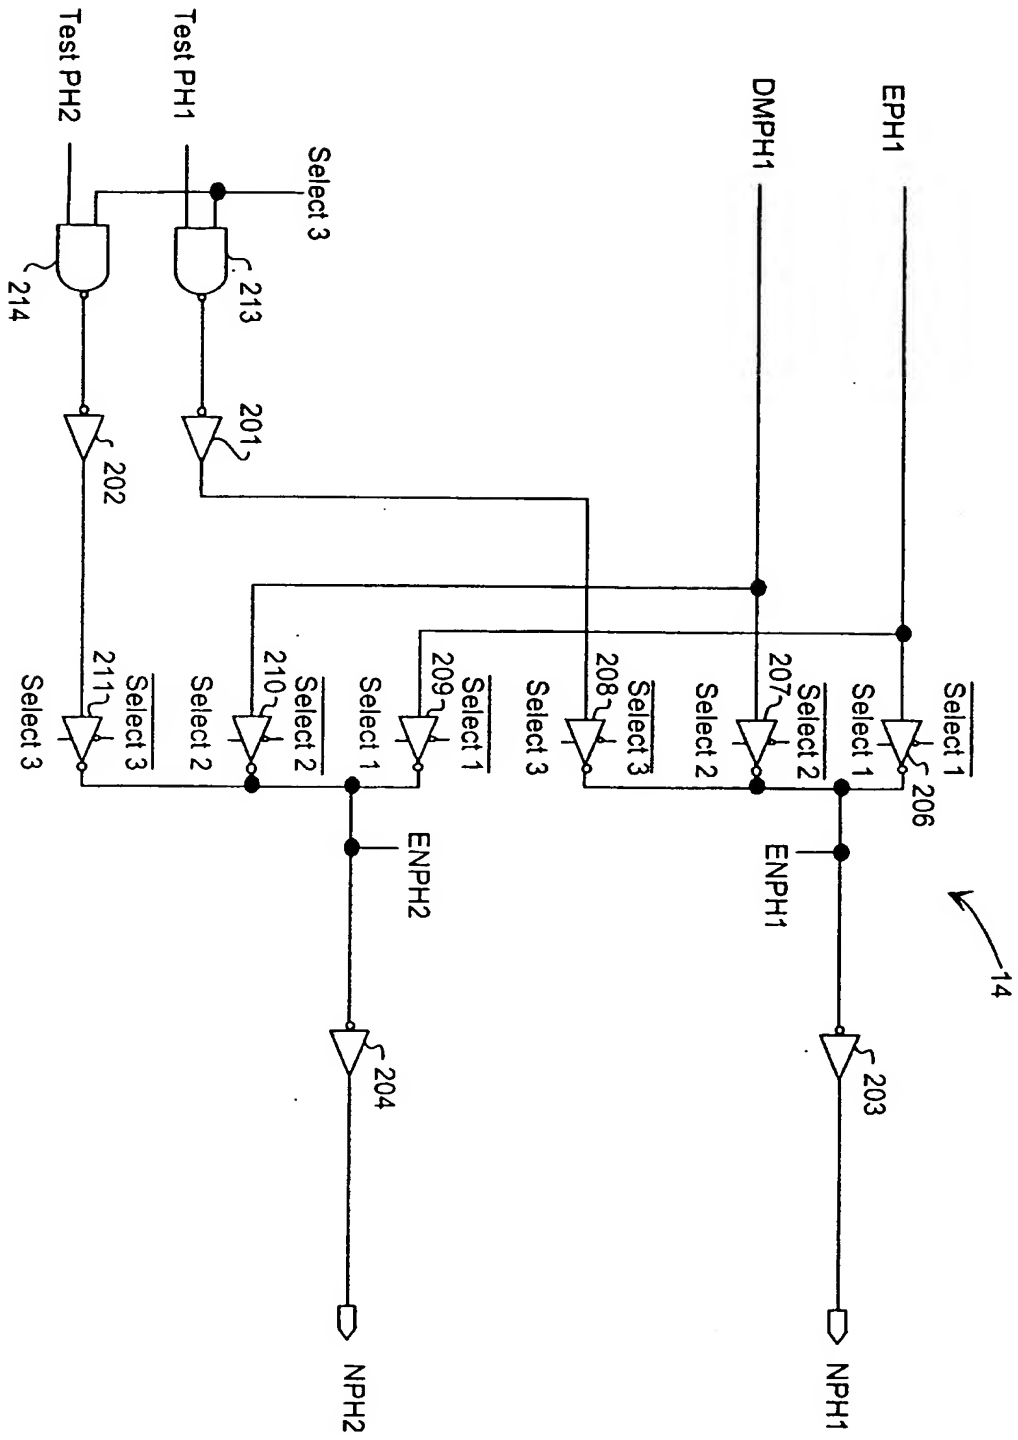 14
EPH1
DMPH1
Select 3
Test PH1
Test PH2
213
214
201
202
Select 1
206
Select 1
Select 2
207
Select 2
Select 3
208
Select 3
Select 1
209
Select 1
Select 2
210
Select 2
Select 3
211
Select 3
ENPH1
ENPH2
203
204
NPH1
NPH2